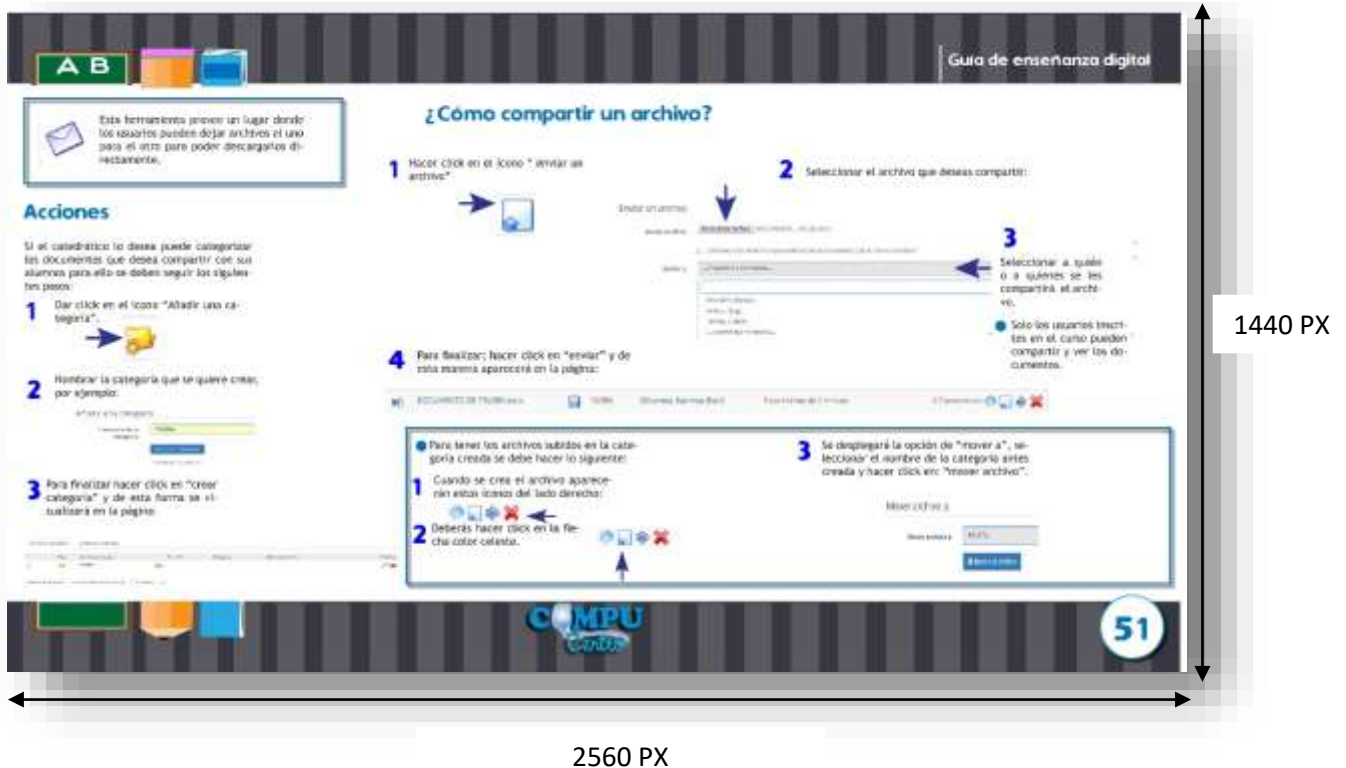 A B
Guía de enseñanza digital
Esta herramienta provee un lugar donde
los usuarios pueden dejar archivos el uno
para el otro para poder descargarlos di-
rectamente.
Acciones
Si el catedrático lo desea puede categorizar
los documentos que desea compartir con sus
alumnos para ello se deben seguir los siguien-
tes pasos:
1 Dar click en el icono "Añadir una ca-
tegoría".
2 Nombrar la categoría que se quiere crear,
por ejemplo:
3 Para finalizar hacer click en "crear
categoría" y de esta forma se vi-
sualizará en la página:
¿Cómo compartir un archivo?
1 Hacer click en el icono " enviar un
archivo"
2 Seleccionar el archivo que deseas compartir:
Enviar un archivo
3
Seleccionar a quién
o a quienes se les
compartirá el archi-
vo.
Solo los usuarios inscri-
tos en el curso pueden
compartir y ver los do-
cumentos.
4 Para finalizar; hacer click en "enviar" y de
esta manera aparecerá en la página:
Para tener los archivos subidos en la cate-
goría creada se debe hacer lo siguiente:
1 Cuando se crea el archivo aparece-
rán estos iconos del lado derecho:
2 Deberás hacer click en la fle-
cha color celeste.
3 Se desplegará la opción de "mover a", se-
leccionar el nombre de la categoría antes
creada y hacer click en: "mover archivo".
Mover archivo a
COMPU
Center
51
1440 PX
2560 PX